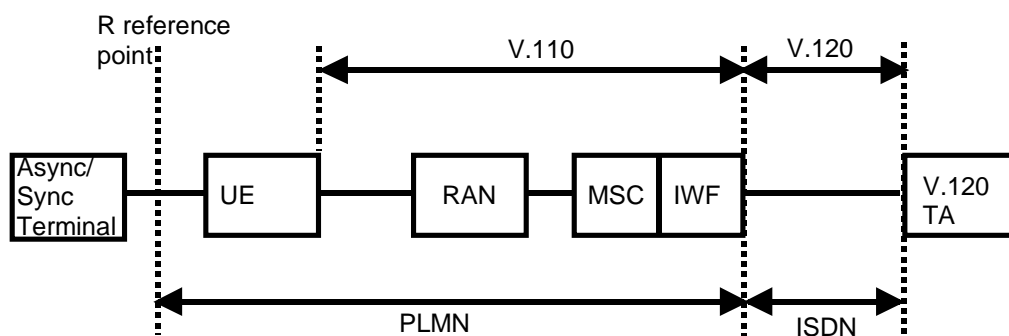 R reference
point
V.110
V.120
Async/
Sync
Terminal
UE
RAN
MSC
IWF
V.120
TA
PLMN
ISDN